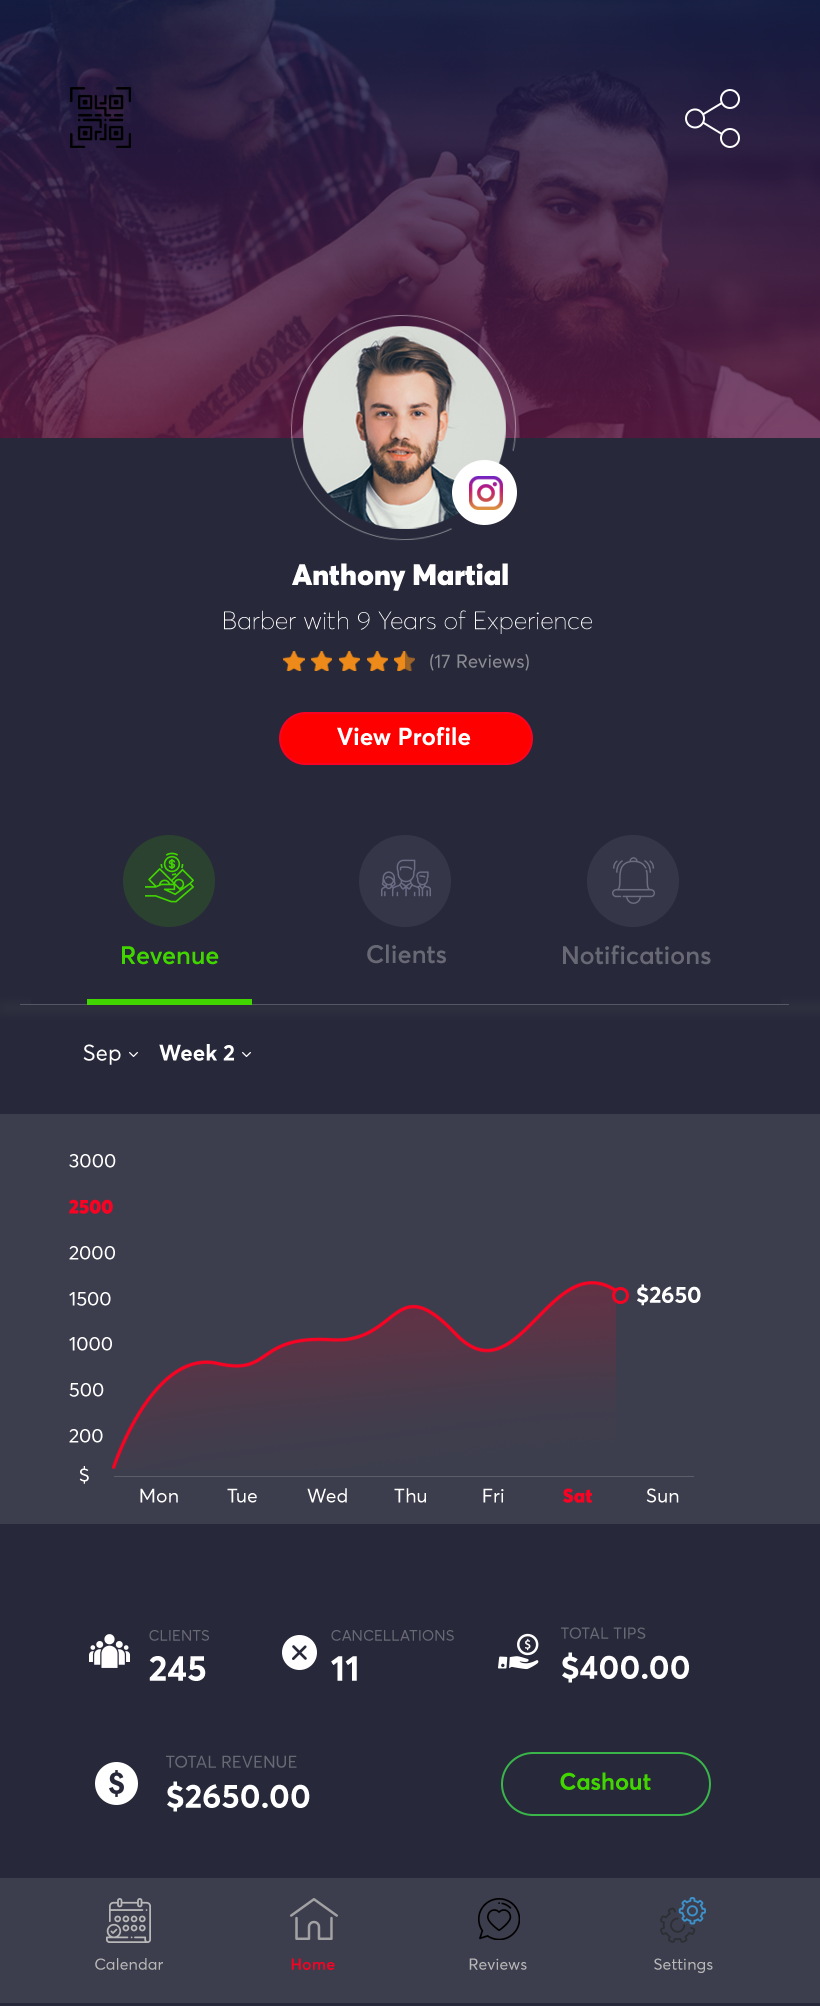 MEMORY
Anthony Martial
Barber with 9 Years of Experience
(17 Reviews)
View Profile
Revenue
Clients
Notifications
Sep
Week 2
3000
2500
2000
1500
$2650
1000
500
200
$
Mon
Tue
Wed
Thu
Fri
Sat
Sun
CLIENTS
CANCELLATIONS
TOTAL TIPS
245
11
$400.00
TOTAL REVENUE
$2650.00
Cashout
Calendar
Home
Reviews
Settings